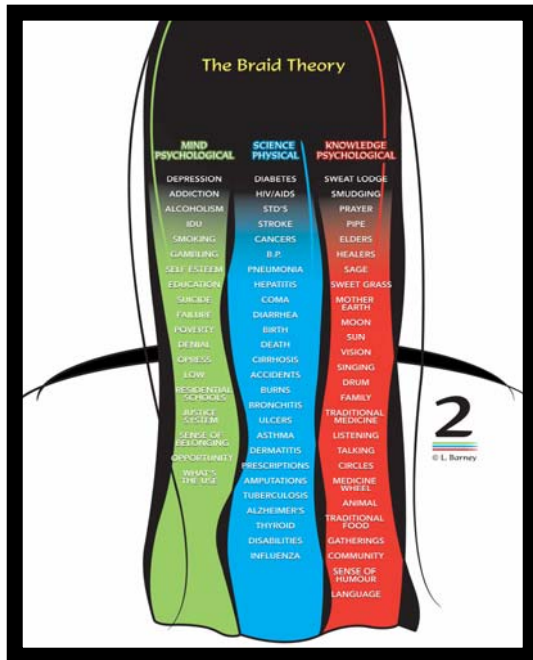 The Braid Theory
MIND
PSYCHOLOGICAL
DEPRESSION
ADDICTION
ALCOHOLISM
IDU
SMOKING
GAMBLING
SELF ESTEEM
EDUCATION
SUICIDE
FAILURE
POVERTY
DENIAL
OPRESS
LOW
RESIDENTIAL
SCHOOLS
JUSTICE
SYSTEM
SENSE OF
BELONGING
OPPORTUNITY
WHAT'S
THE USE
SCIENCE
PHYSICAL
DIABETES
HIV/AIDS
STD'S
STROKE
CANCERS
B.P.
PNEUMONIA
HEPATITIS
COMA
DIARRHEA
BIRTH
DEATH
CIRRHOSIS
ACCIDENTS
BURNS
BRONCHITIS
ULCERS
ASTHMA
DERMATITIS
PRESCRIPTIONS
AMPUTATIONS
TUBERCULOSIS
ALZHEIMER'S
THYROID
DISABILITIES
INFLUENZA
KNOWLEDGE
PSYCHOLOGICAL
SWEAT LODGE
SMUDGING
PRAYER
PIPE
ELDERS
HEALERS
SAGE
SWEET GRASS
MOTHER
EARTH
MOON
SUN
VISION
SINGING
DRUM
FAMILY
TRADITIONAL
MEDICINE
LISTENING
TALKING
CIRCLES
MEDICINE
WHEEL
ANIMAL
TRADITIONAL
FOOD
GATHERINGS
COMMUNITY
SENSE OF
HUMOUR
LANGUAGE
2
© L. Barney